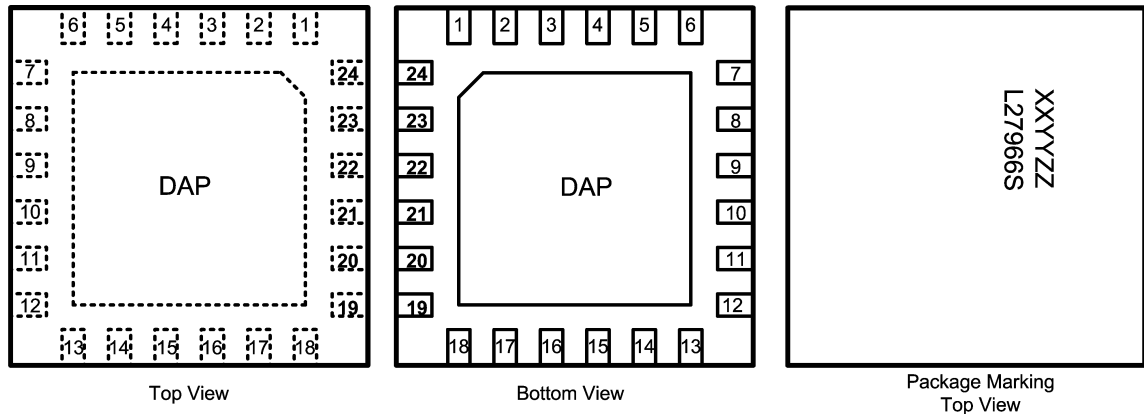 6 5 4 3 2 1
7 24
8 23
9 22
DAP
10 21
11 20
12 19
13 14 15 16 17 18
Top View
1 2 3 4 5 6
24 7
23 8
22 9
DAP
21 10
20 11
19 12
18 17 16 15 14 13
Bottom View
XXYYZZ
L27966S
Package Marking
Top View